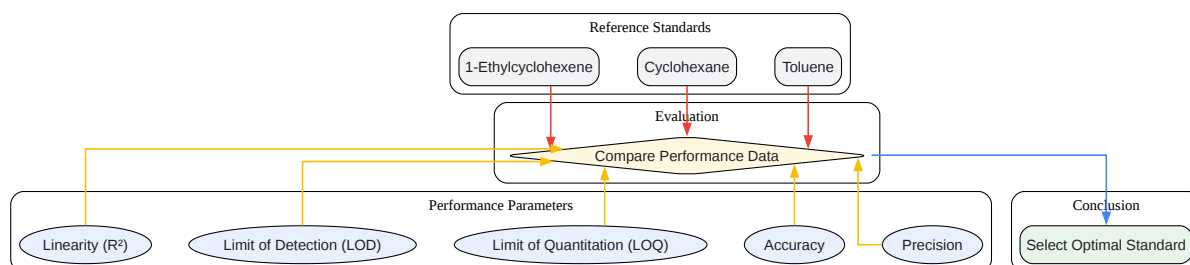 Reference Standards
1-Ethylcyclohexene
Cyclohexane
Toluene
Evaluation
Compare Performance Data
Performance Parameters
Linearity (R²)
Limit of Detection (LOD)
Limit of Quantitation (LOQ)
Accuracy
Precision
Conclusion
Select Optimal Standard